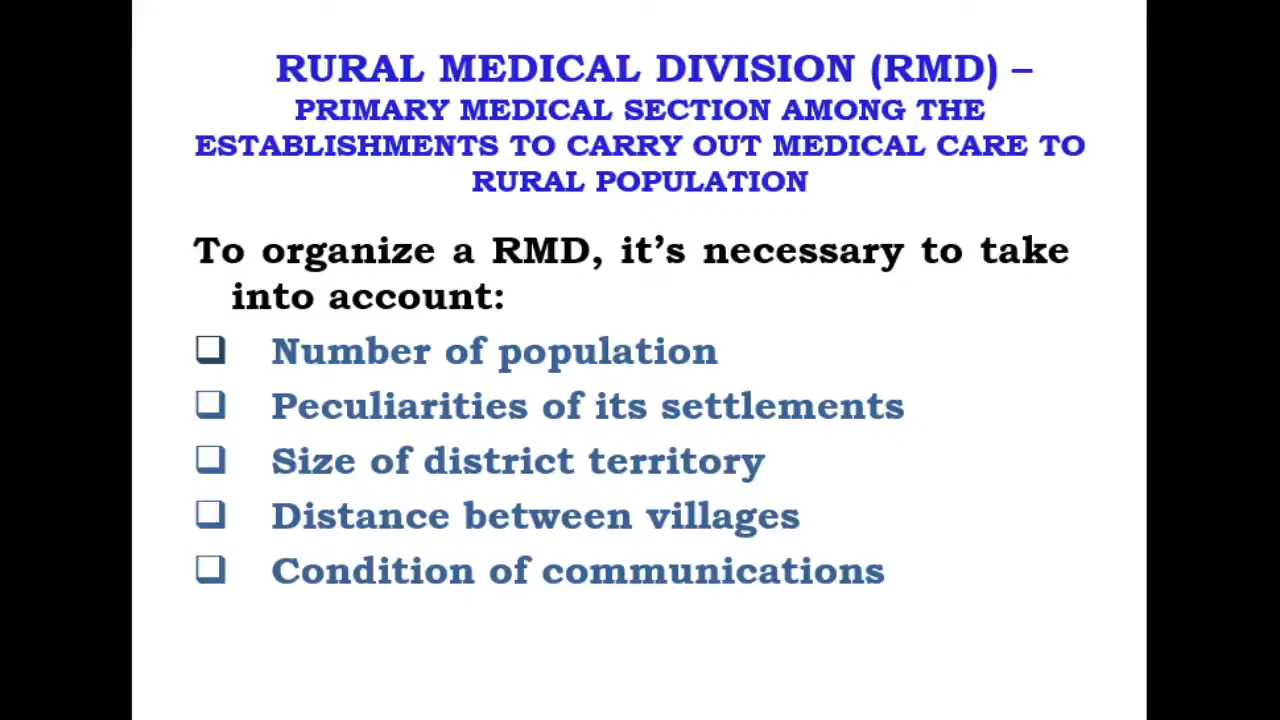 RURAL MEDICAL DIVISION (RMD) –
PRIMARY MEDICAL SECTION AMONG THE
ESTABLISHMENTS TO CARRY OUT MEDICAL CARE TO
RURAL POPULATION
To organize a RMD, it's necessary to take
into account:
❑ Number of population
❑ Peculiarities of its settlements
❑ Size of district territory
❑ Distance between villages
❑ Condition of communications